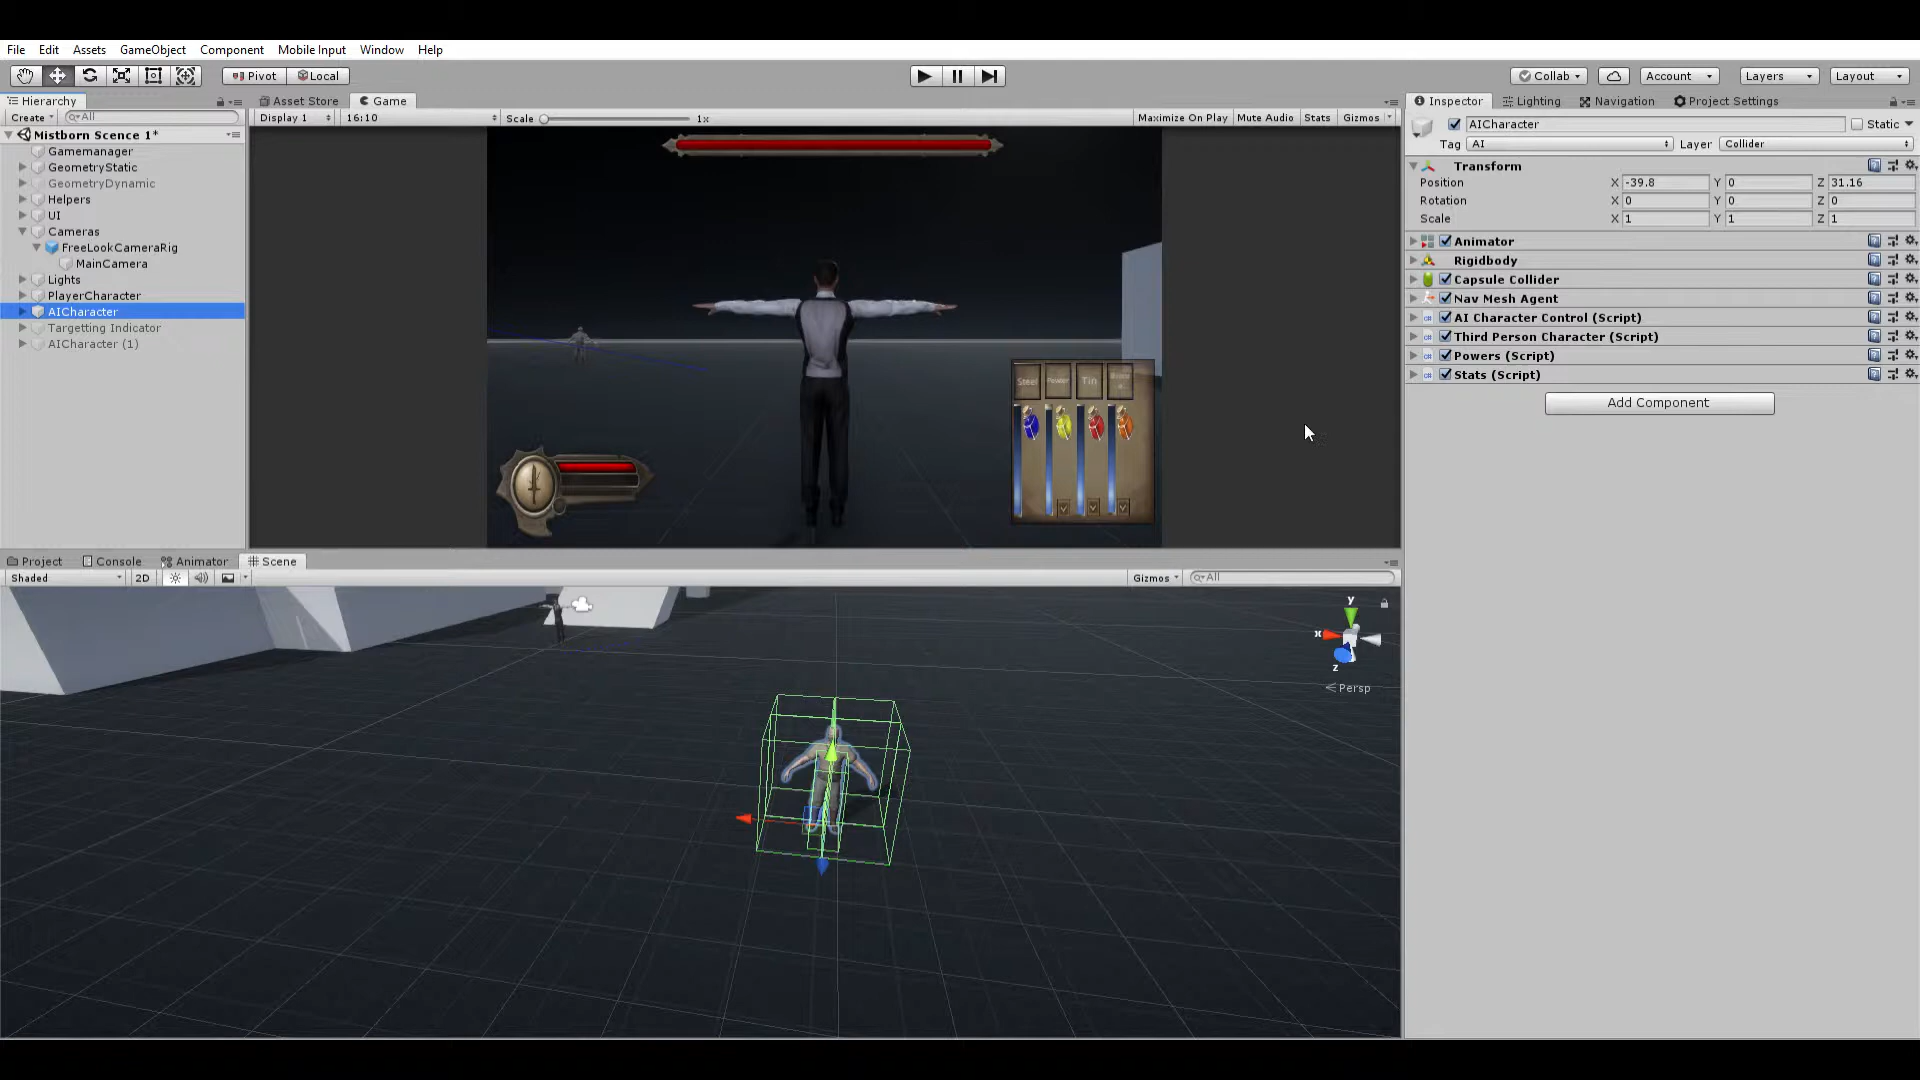 File Edit Assets GameObject Component Mobile Input Window Help
Pivot Local Collab Account Layers Layout
Hierarchy
Create All
Mistborn Scence 1*
Gamemanager
GeometryStatic
GeometryDynamic
Helpers
UI
Cameras
FreeLookCameraRig
MainCamera
Lights
PlayerCharacter
AICharacter
Targetting Indicator
AICharacter (1)
Asset Store Game
Display 1 16:10 Scale 1x Maximize On Play Mute Audio Stats Gizmos
Steel Pewter Tin
Project Console Animator Scene
Shaded 2D Gizmos All
y
x
z
Persp
Inspector Lighting Navigation Project Settings
AICharacter Static
Tag AI Layer Collider
Transform
Position X -39.8 Y 0 Z 31.16
Rotation X 0 Y 0 Z 0
Scale X 1 Y 1 Z 1
Animator
Rigidbody
Capsule Collider
Nav Mesh Agent
AI Character Control (Script)
Third Person Character (Script)
Powers (Script)
Stats (Script)
Add Component